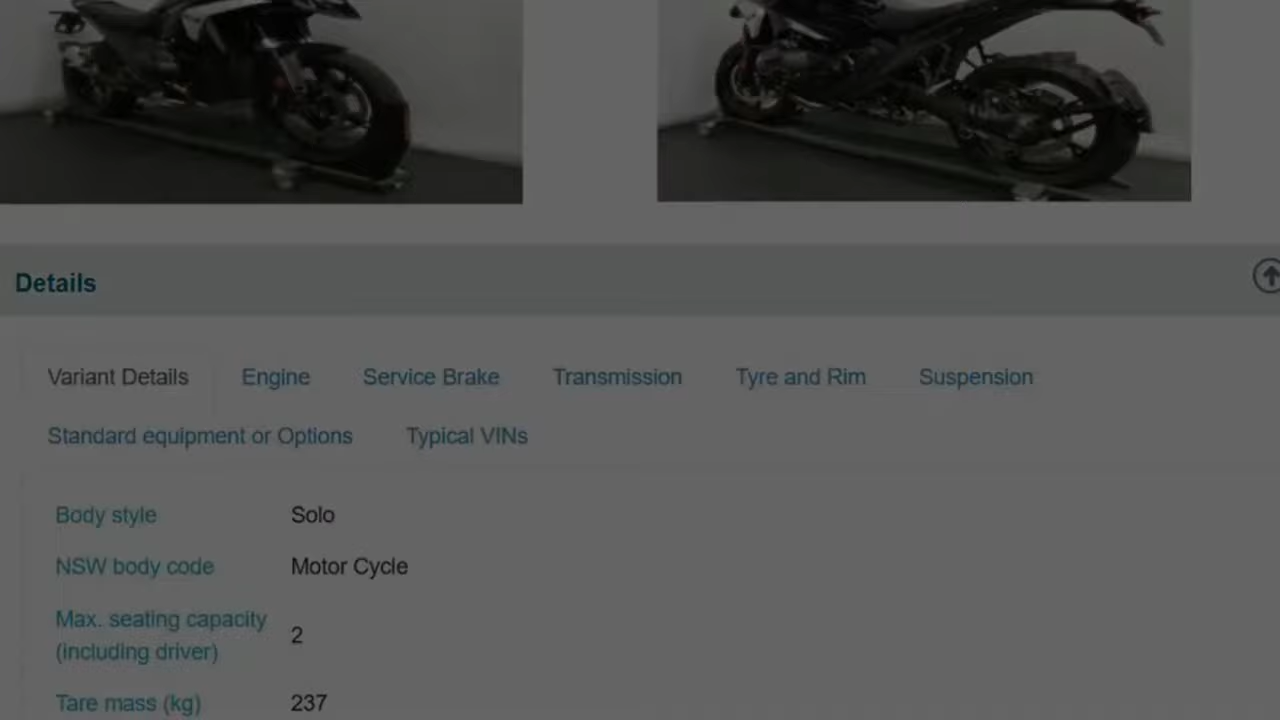 Details
Variant Details Engine Service Brake Transmission Tyre and Rim Suspension
Standard equipment or Options Typical VINs
Body style Solo
NSW body code Motor Cycle
Max. seating capacity
(including driver) 2
Tare mass (kg) 237